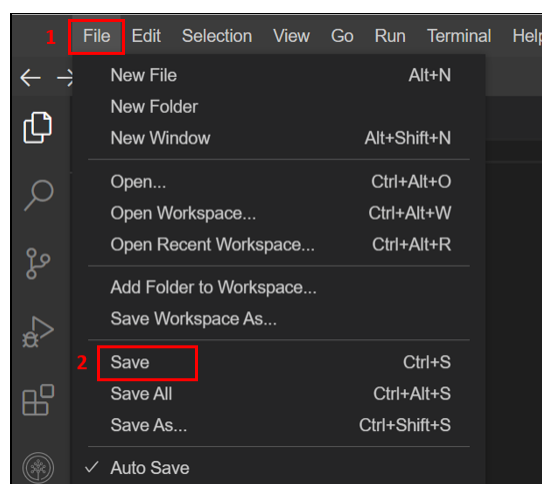 1 File Edit Selection View Go Run Terminal Help
New File Alt+N
New Folder
New Window Alt+Shift+N
Open... Ctrl+Alt+O
Open Workspace... Ctrl+Alt+W
Open Recent Workspace... Ctrl+Alt+R
Add Folder to Workspace...
Save Workspace As...
2 Save Ctrl+S
Save All Ctrl+Alt+S
Save As... Ctrl+Shift+S
✓ Auto Save